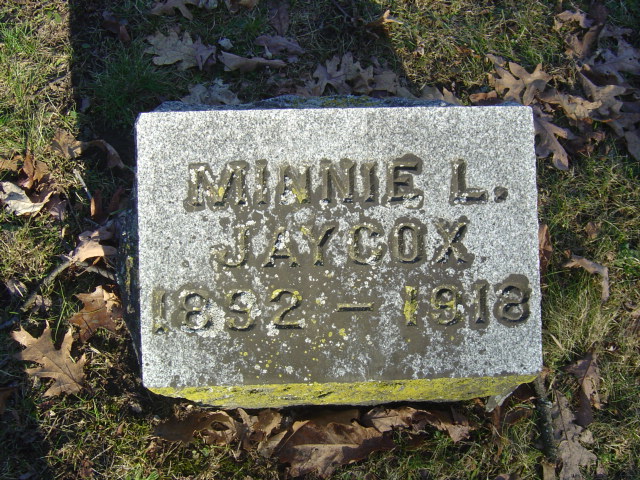 MINNIE L.
JAYCOX
1892 – 1918